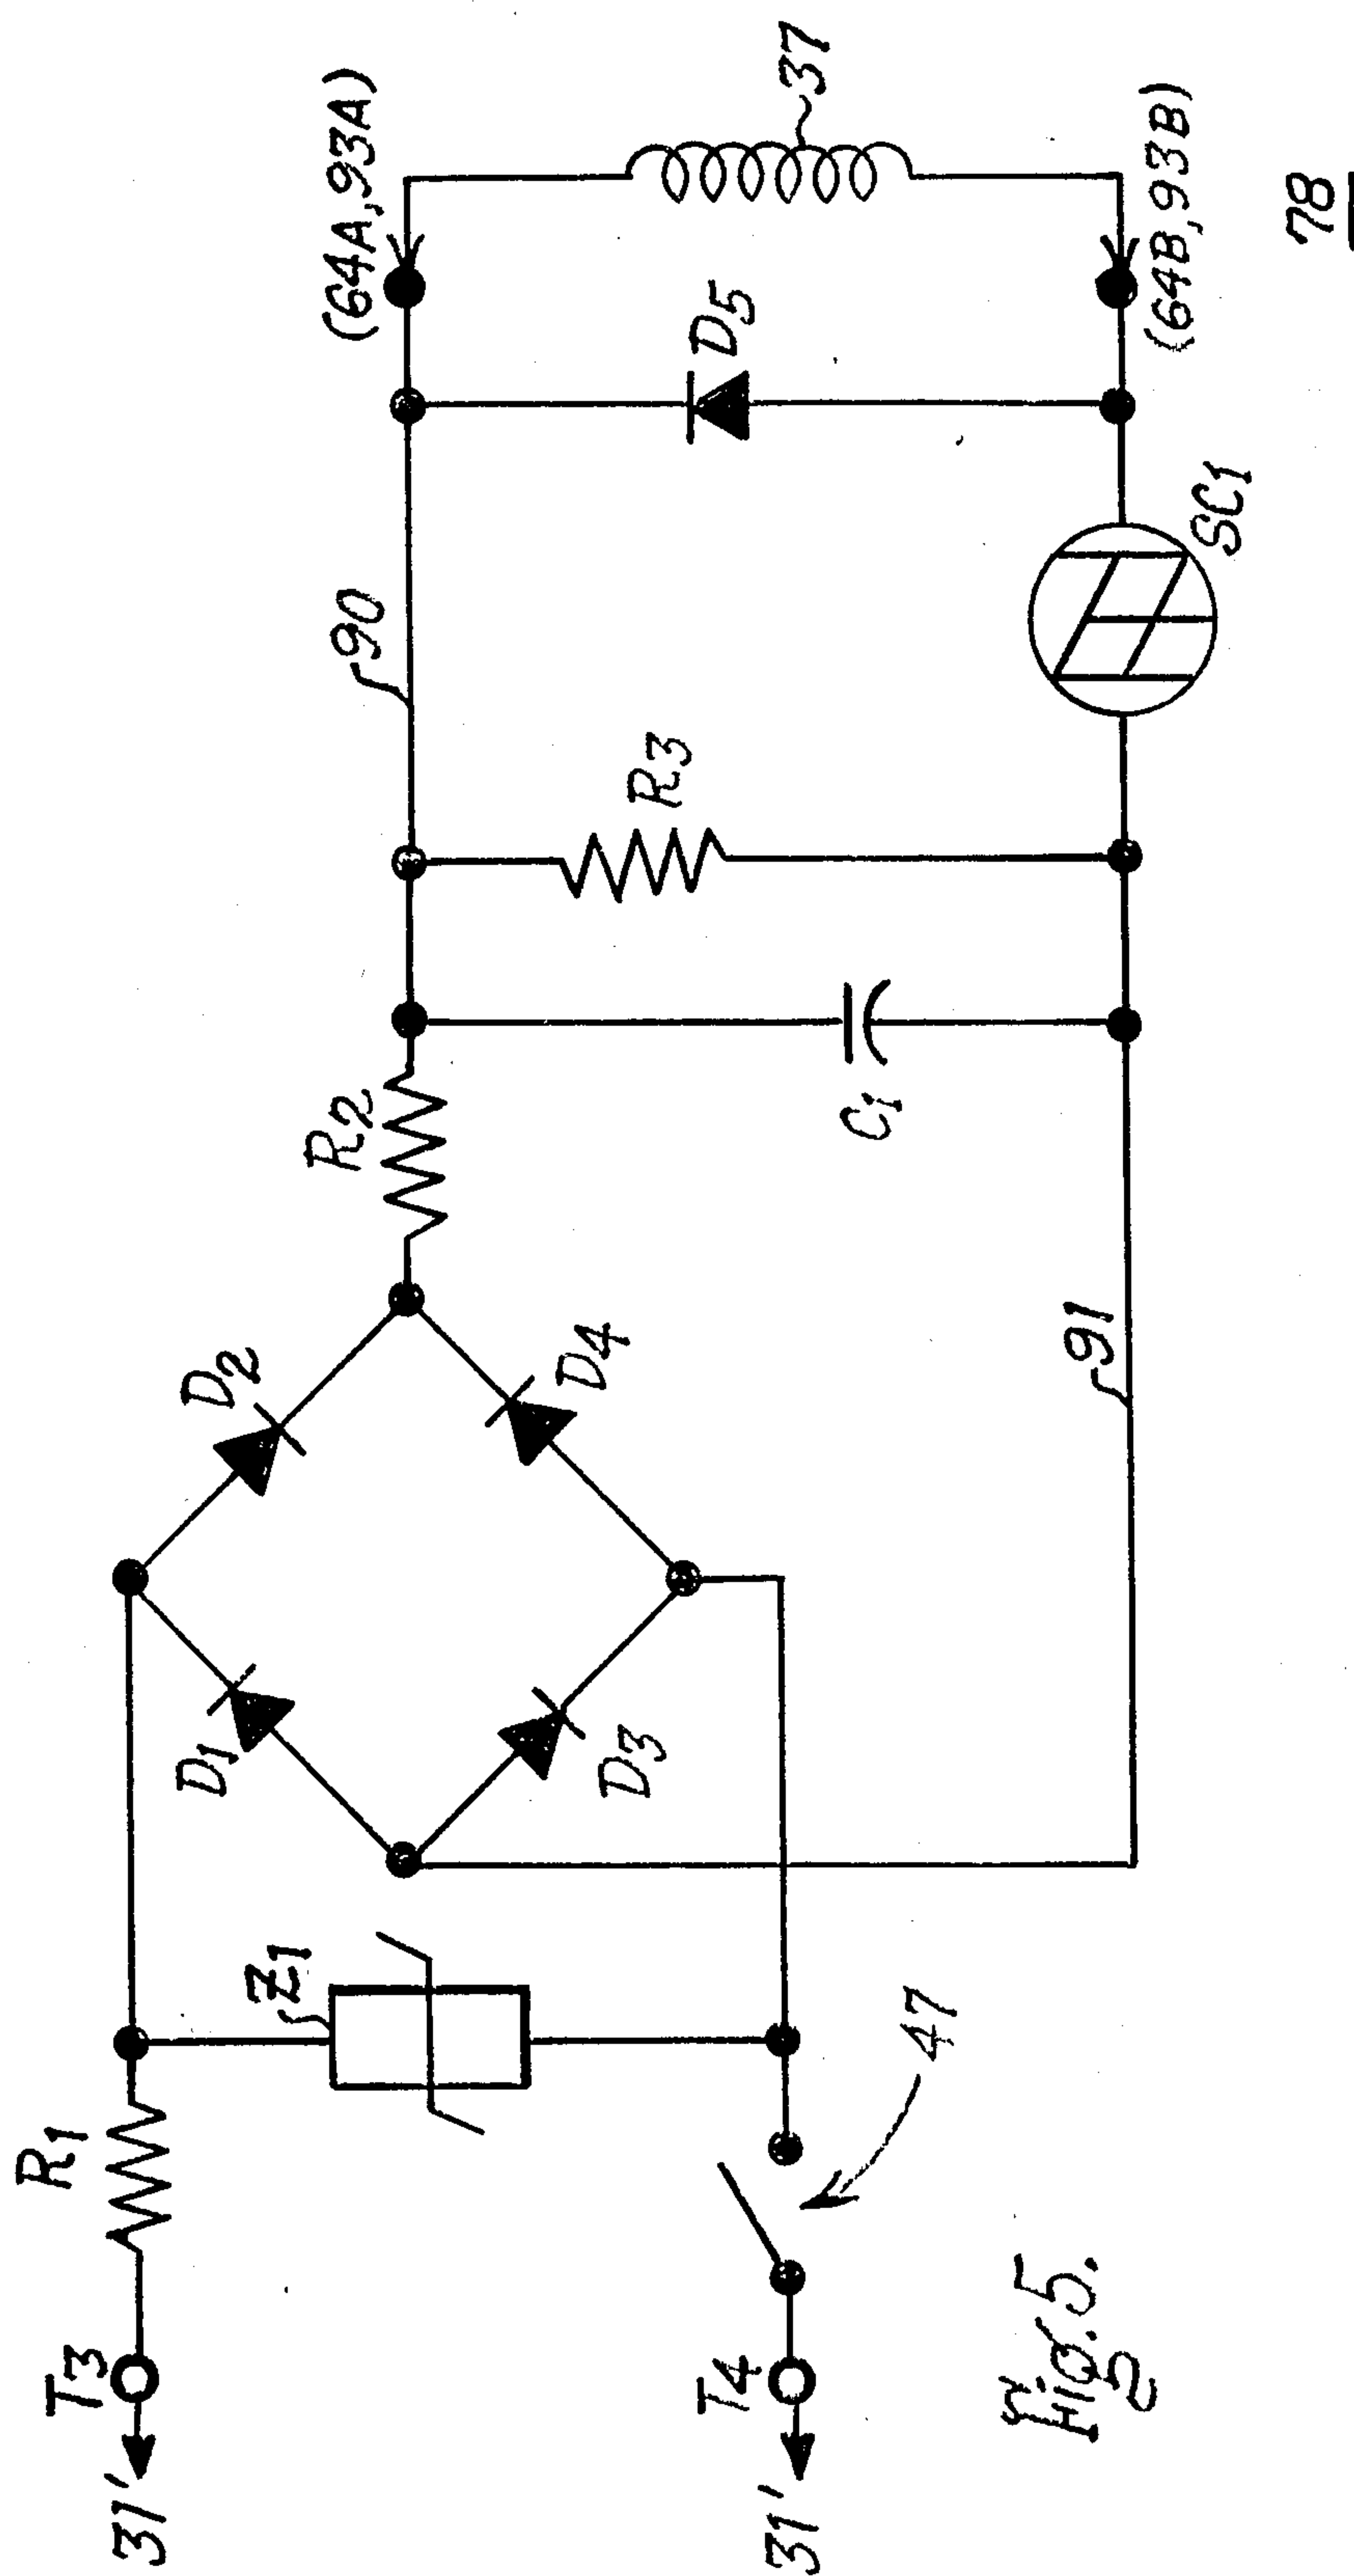 (64A,93A)
37
D5
90
R3
(64B,93B)
SC1
78
R2
C1
D2
D4
91
D1
D3
Z1
R1
47
T3
31'
T4
31'
Fig. 5.